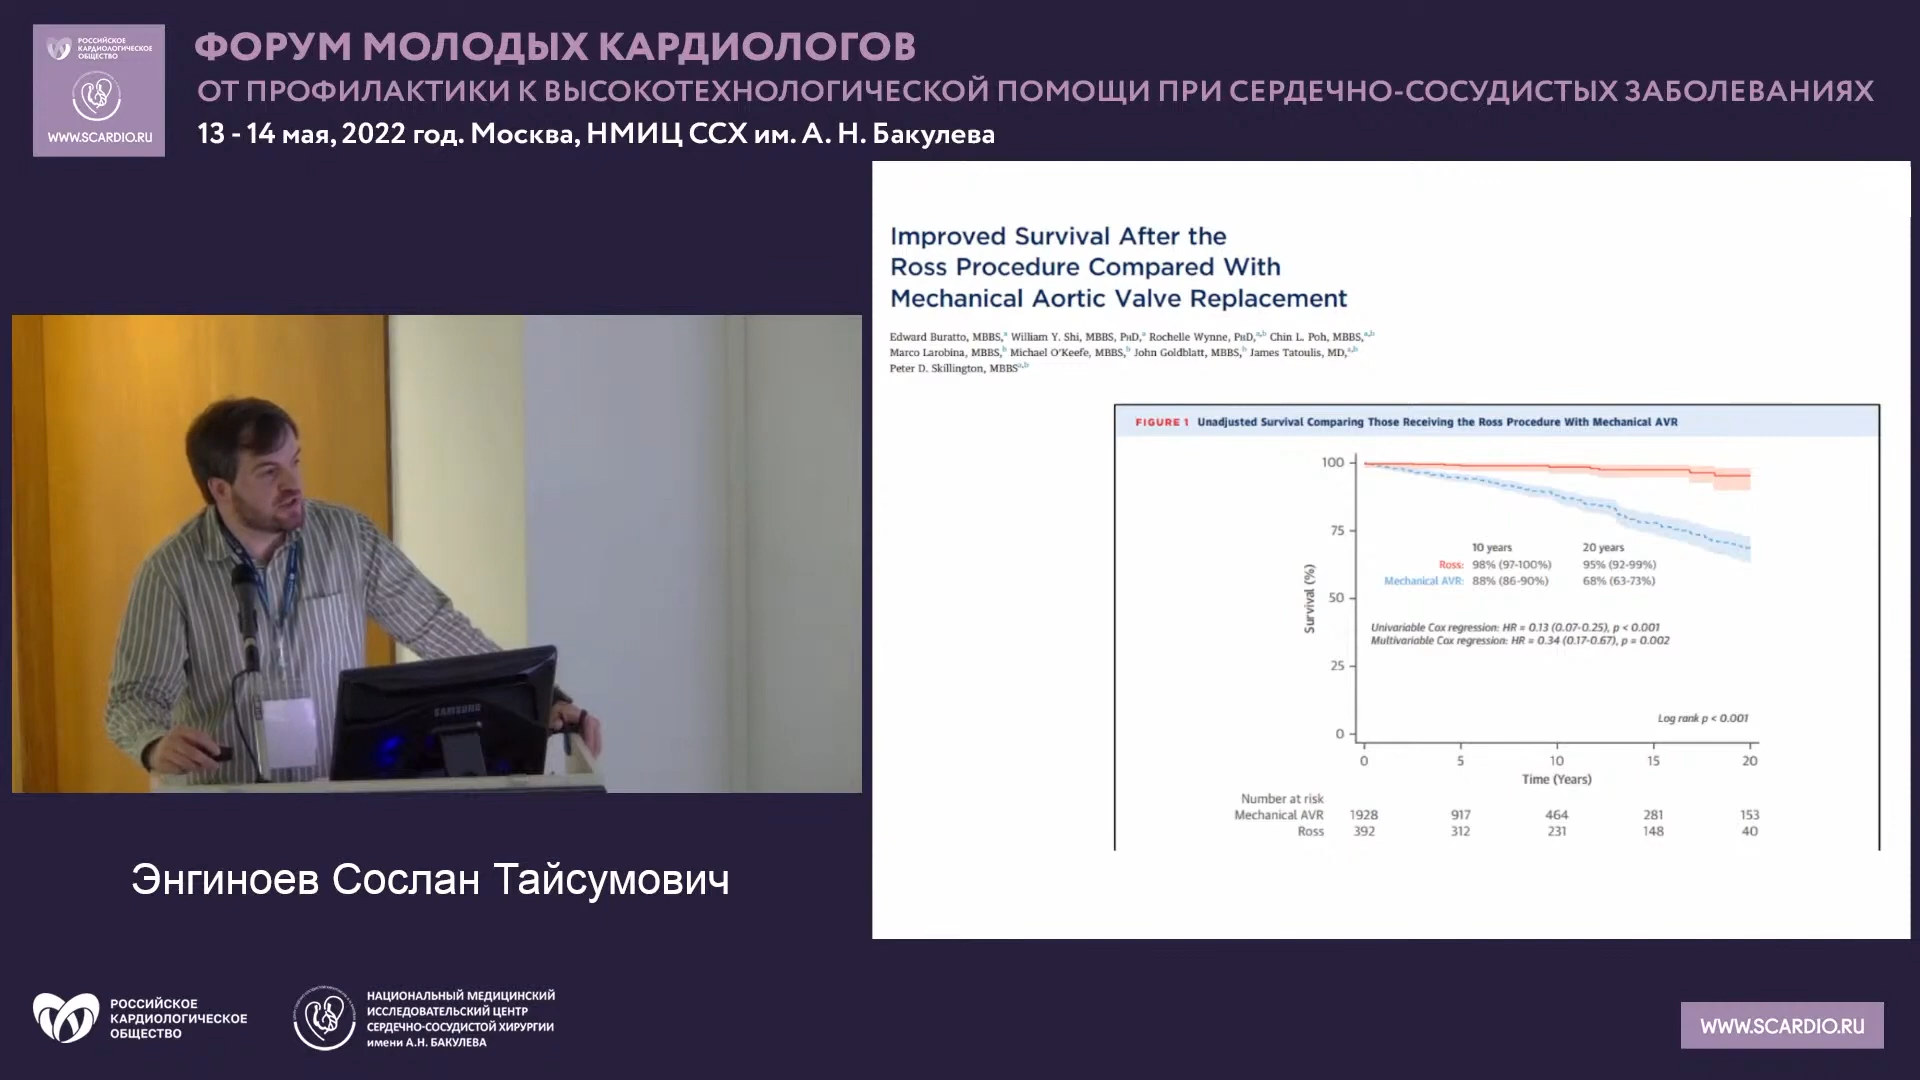 РОССИЙСКОЕ
КАРДИОЛОГИЧЕСКОЕ
ОБЩЕСТВО
WWW.SCARDIO.RU
ФОРУМ МОЛОДЫХ КАРДИОЛОГОВ
ОТ ПРОФИЛАКТИКИ К ВЫСОКОТЕХНОЛОГИЧЕСКОЙ ПОМОЩИ ПРИ СЕРДЕЧНО-СОСУДИСТЫХ ЗАБОЛЕВАНИЯХ
13 - 14 мая, 2022 год. Москва, НМИЦ ССХ им. А. Н. Бакулева
Improved Survival After the
Ross Procedure Compared With
Mechanical Aortic Valve Replacement
Edward Buratto, MBBS,a William Y. Shi, MBBS, PhD,a Rochelle Wynne, PhD,a,b Chin L. Poh, MBBS,a,b
Marco Larobina, MBBS,b Michael O'Keefe, MBBS,b John Goldblatt, MBBS,b James Tatoulis, MD,a,b
Peter D. Skillington, MBBSa,b
FIGURE 1 Unadjusted Survival Comparing Those Receiving the Ross Procedure With Mechanical AVR
100
75
50
25
0
Survival (%)
10 years 20 years
Ross: 98% (97-100%) 95% (92-99%)
Mechanical AVR: 88% (86-90%) 68% (63-73%)
Univariable Cox regression: HR = 0.13 (0.07-0.25), p < 0.001
Multivariable Cox regression: HR = 0.34 (0.17-0.67), p = 0.002
Log rank p < 0.001
0 5 10 15 20
Time (Years)
Number at risk
Mechanical AVR 1928 917 464 281 153
Ross 392 312 231 148 40
SAMSUNG
Энгиноев Сослан Тайсумович
РОССИЙСКОЕ
КАРДИОЛОГИЧЕСКОЕ
ОБЩЕСТВО
НАЦИОНАЛЬНЫЙ МЕДИЦИНСКИЙ
ИССЛЕДОВАТЕЛЬСКИЙ ЦЕНТР
СЕРДЕЧНО-СОСУДИСТОЙ ХИРУРГИИ
имени А.Н. БАКУЛЕВА
WWW.SCARDIO.RU